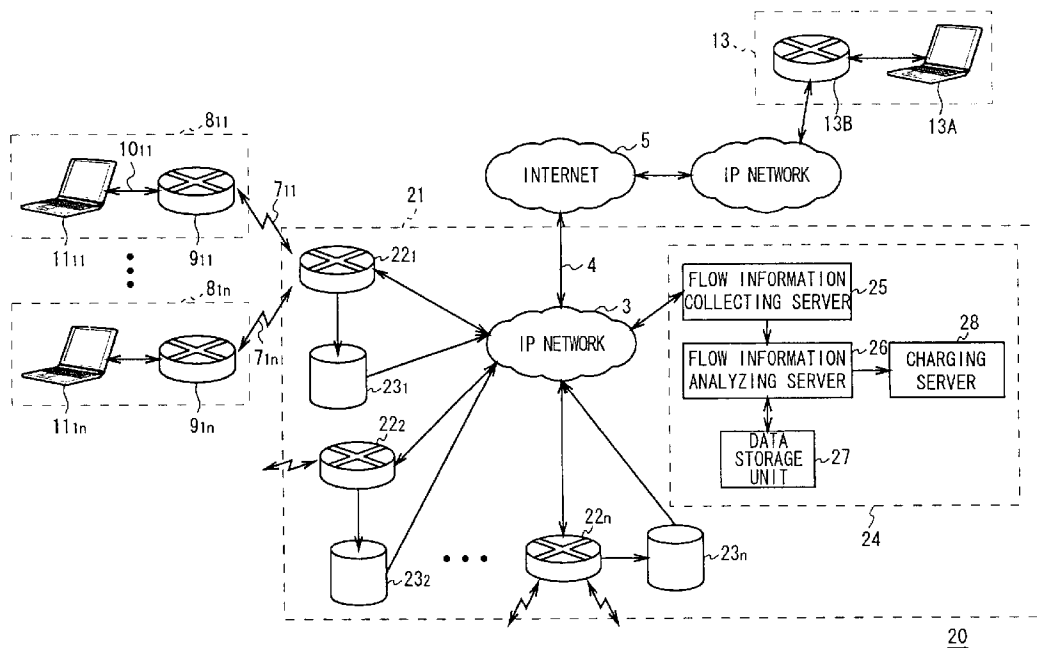 13
13B
13A
8₁₁
10₁₁
7₁₁
11₁₁
9₁₁
5
INTERNET
IP NETWORK
21
22₁
4
8₁n
7₁n
11₁n
9₁n
23₁
3
IP NETWORK
FLOW INFORMATION
COLLECTING SERVER
25
FLOW INFORMATION
ANALYZING SERVER
26
28
CHARGING
SERVER
DATA
STORAGE
UNIT
27
24
22₂
23₂
22n
23n
20